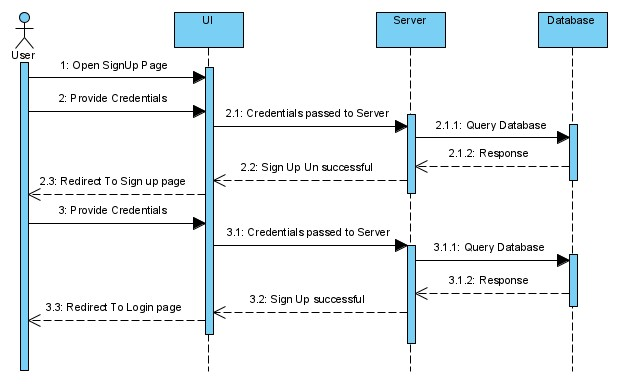 UI
Server
Database
User
1: Open SignUp Page
2: Provide Credentials
2.1: Credentials passed to Server
2.1.1: Query Database
2.1.2: Response
2.2: Sign Up Un successful
2.3: Redirect To Sign up page
3: Provide Credentials
3.1: Credentials passed to Server
3.1.1: Query Database
3.1.2: Response
3.2: Sign Up successful
3.3: Redirect To Login page